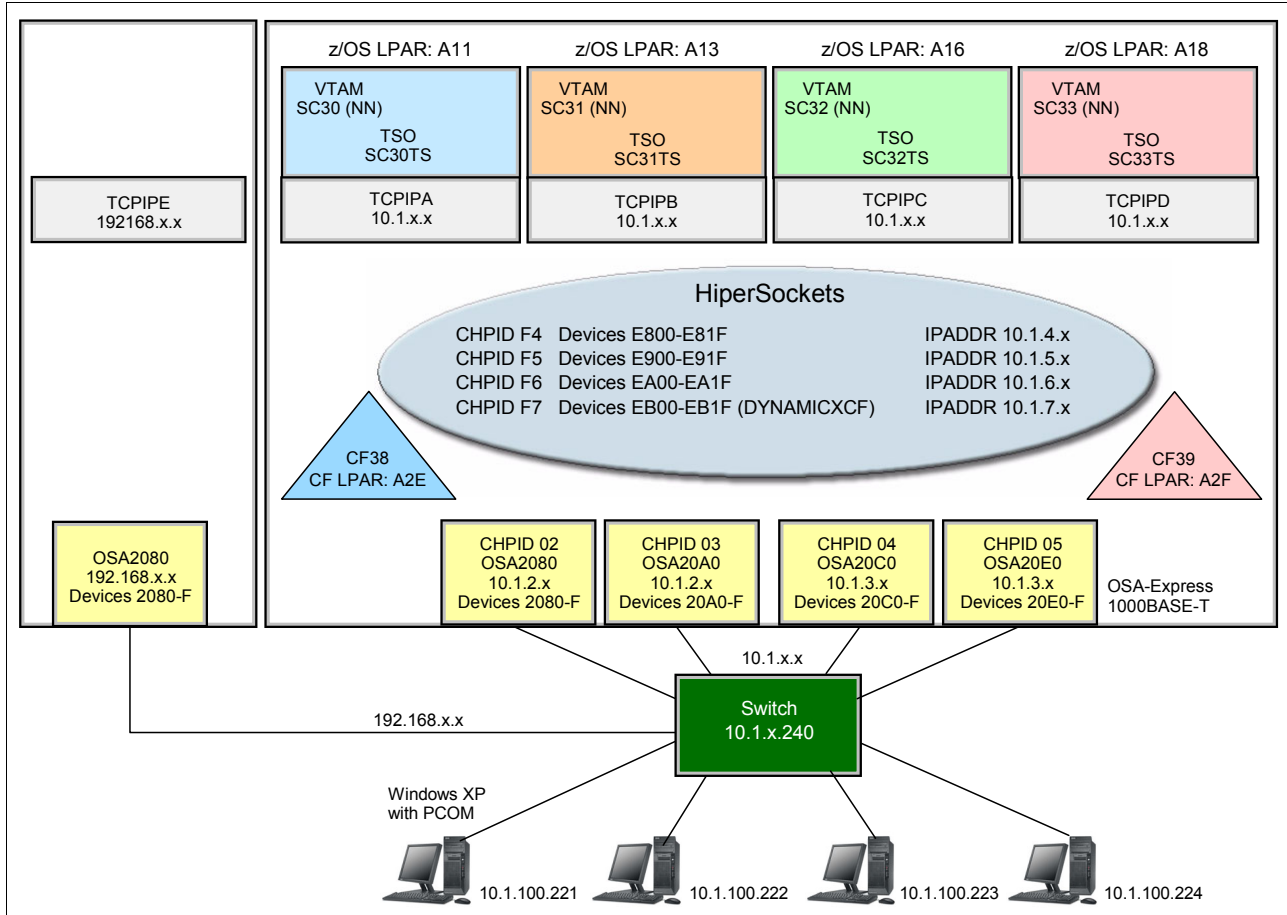 z/OS LPAR: A11
z/OS LPAR: A13
z/OS LPAR: A16
z/OS LPAR: A18
VTAM
SC30 (NN)
TSO
SC30TS
VTAM
SC31 (NN)
TSO
SC31TS
VTAM
SC32 (NN)
TSO
SC32TS
VTAM
SC33 (NN)
TSO
SC33TS
TCPIPE
192168.x.x
TCPIPA
10.1.x.x
TCPIPB
10.1.x.x
TCPIPC
10.1.x.x
TCPIPD
10.1.x.x
HiperSockets
CHPID F4 Devices E800-E81F IPADDR 10.1.4.x
CHPID F5 Devices E900-E91F IPADDR 10.1.5.x
CHPID F6 Devices EA00-EA1F IPADDR 10.1.6.x
CHPID F7 Devices EB00-EB1F (DYNAMICXCF) IPADDR 10.1.7.x
CF38
CF LPAR: A2E
CF39
CF LPAR: A2F
OSA2080
192.168.x.x
Devices 2080-F
CHPID 02
OSA2080
10.1.2.x
Devices 2080-F
CHPID 03
OSA20A0
10.1.2.x
Devices 20A0-F
CHPID 04
OSA20C0
10.1.3.x
Devices 20C0-F
CHPID 05
OSA20E0
10.1.3.x
Devices 20E0-F
OSA-Express
1000BASE-T
10.1.x.x
192.168.x.x
Switch
10.1.x.240
Windows XP
with PCOM
10.1.100.221
10.1.100.222
10.1.100.223
10.1.100.224